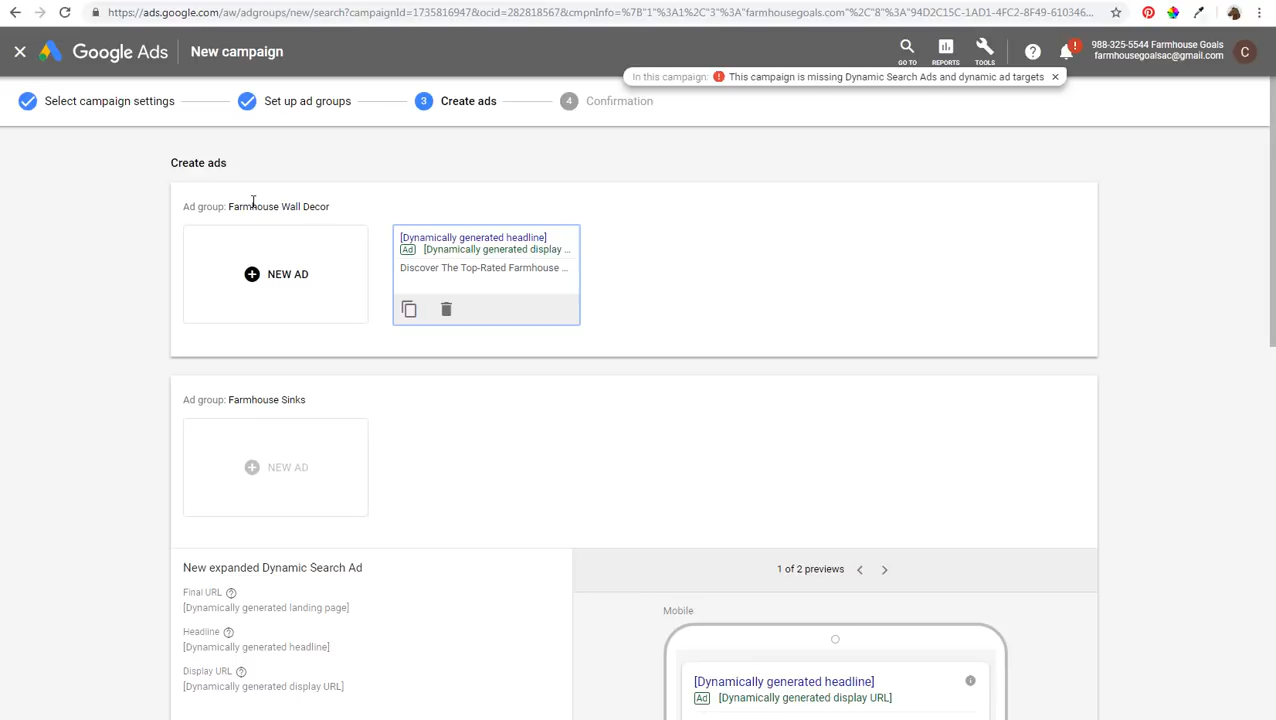 https://ads.google.com/aw/adgroups/new/search?campaignId=1735816947&ocid=282818567&cmpnInfo=%7B"1"%3A1%2C"3"%3A"farmhousegoals.com"%2C"8"%3A"94D2C15C-1AD1-4FC2-8F49-610346...
Google Ads
New campaign
GO TO
REPORTS
TOOLS
?
!
988-325-5544 Farmhouse Goals
farmhousegoalsac@gmail.com
C
In this campaign: ! This campaign is missing Dynamic Search Ads and dynamic ad targets
Select campaign settings
Set up ad groups
3 Create ads
4 Confirmation
Create ads
Ad group: Farmhouse Wall Decor
NEW AD
[Dynamically generated headline]
Ad [Dynamically generated display ...
Discover The Top-Rated Farmhouse ...
Ad group: Farmhouse Sinks
NEW AD
New expanded Dynamic Search Ad
Final URL ?
[Dynamically generated landing page]
Headline ?
[Dynamically generated headline]
Display URL ?
[Dynamically generated display URL]
1 of 2 previews
Mobile
[Dynamically generated headline]
Ad [Dynamically generated display URL]